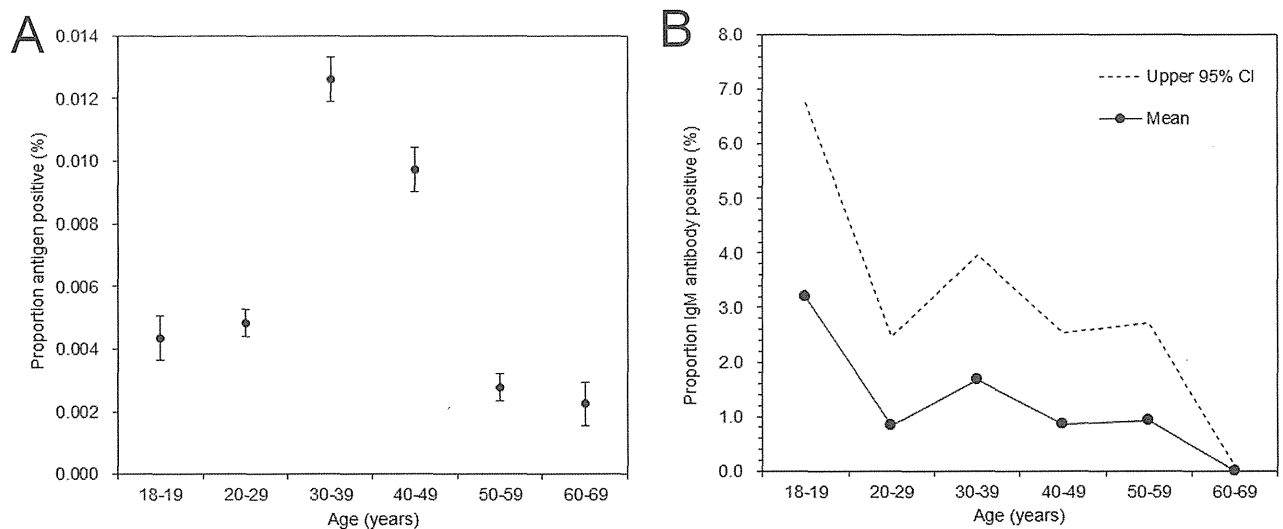 A
Proportion antigen positive (%)
0.014
0.012
0.010
0.008
0.006
0.004
0.002
0.000
18-19 20-29 30-39 40-49 50-59 60-69
Age (years)
B
Proportion IgM antibody positive (%)
8.0
7.0
6.0
5.0
4.0
3.0
2.0
1.0
0.0
Upper 95% CI
Mean
18-19 20-29 30-39 40-49 50-59 60-69
Age (years)